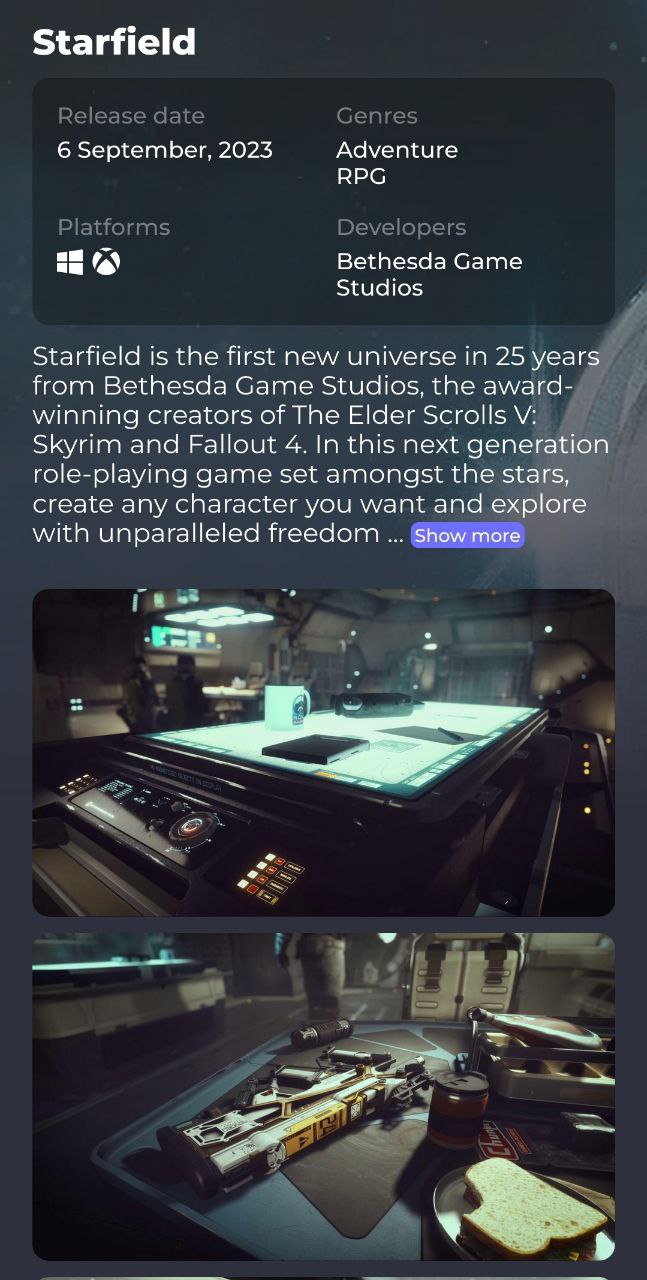 Starfield
Release date
6 September, 2023
Genres
Adventure
RPG
Platforms
Developers
Bethesda Game
Studios
Starfield is the first new universe in 25 years
from Bethesda Game Studios, the award-
winning creators of The Elder Scrolls V:
Skyrim and Fallout 4. In this next generation
role-playing game set amongst the stars,
create any character you want and explore
with unparalleled freedom ... Show more
24
Chunks